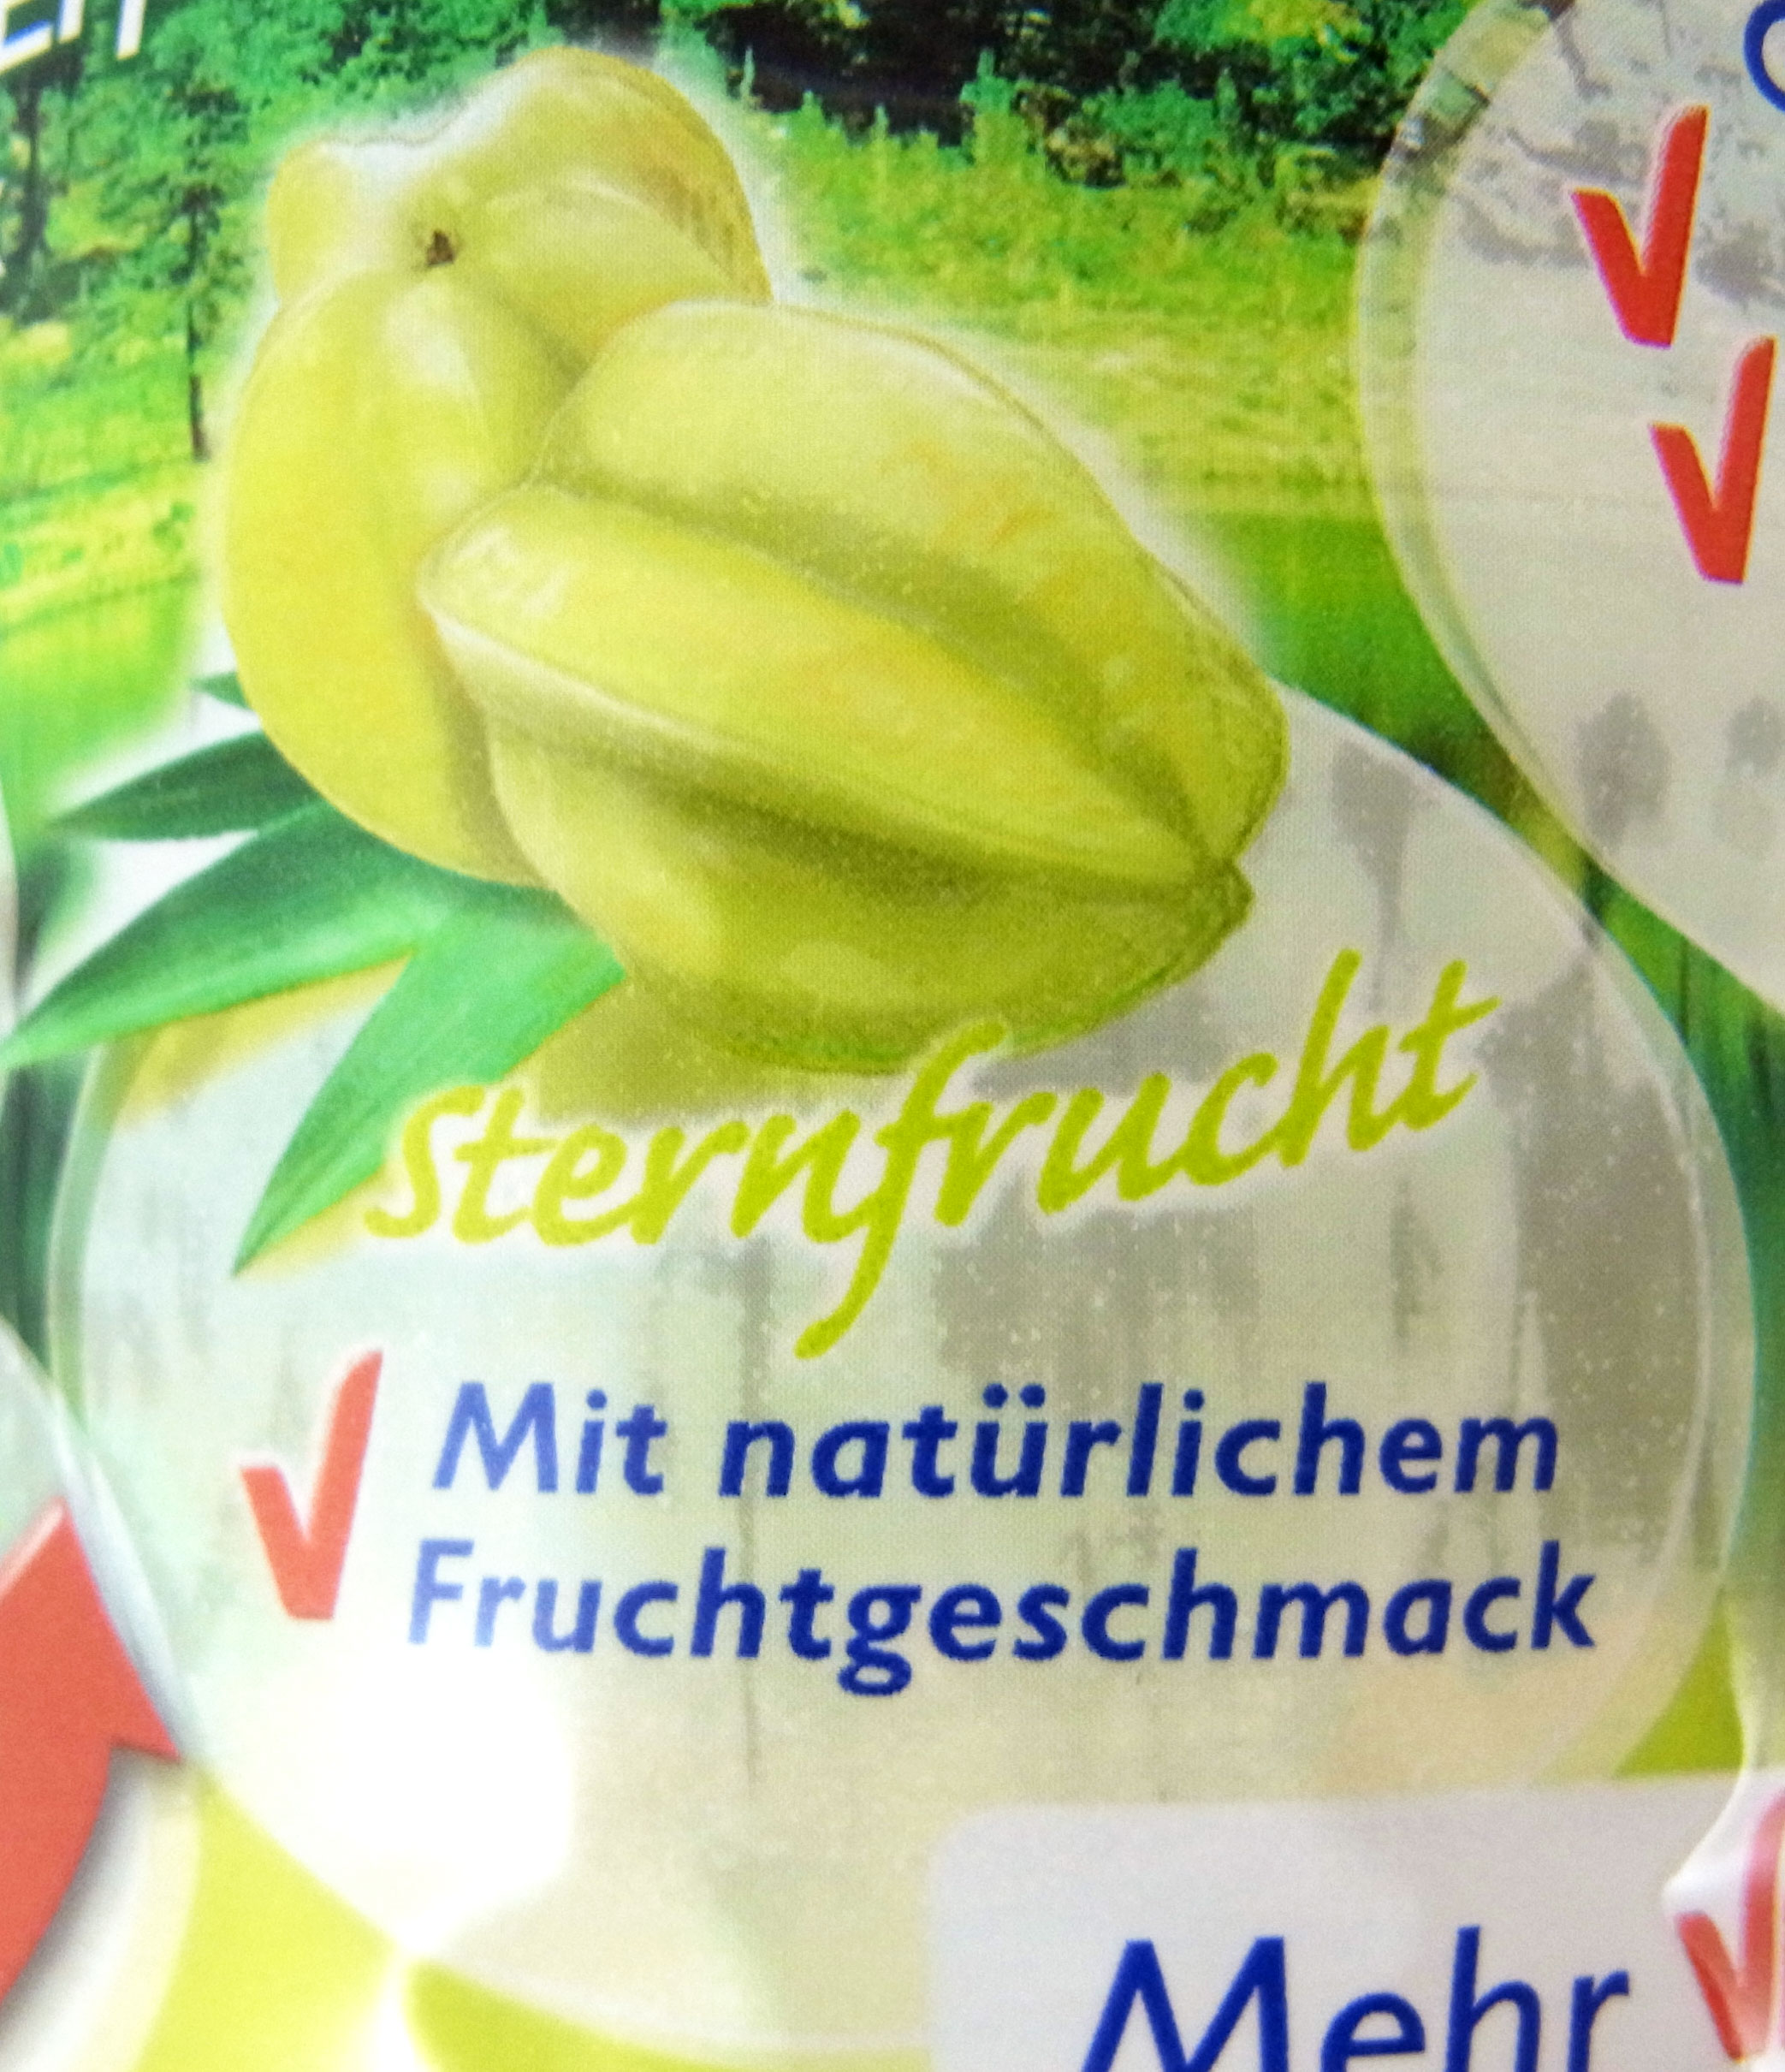 Sternfrucht
Mit natürlichem
Fruchtgeschmack
Mehr